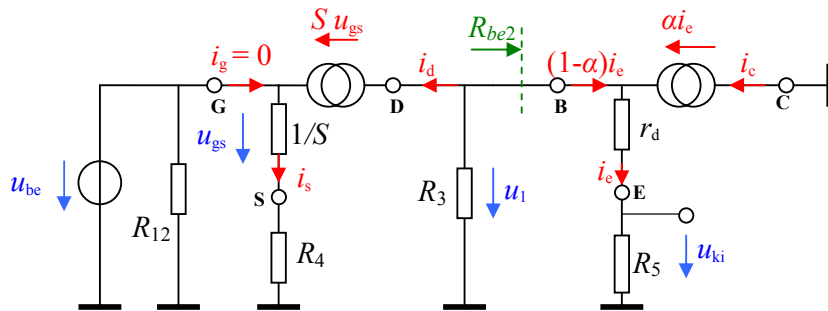 S u_gs
R_be2
αi_e
i_g = 0
i_d
(1-α)i_e
i_c
G
D
B
C
u_gs
1/S
r_d
u_be
i_s
S
R_3
u_1
i_e
E
R_12
R_4
R_5
u_ki